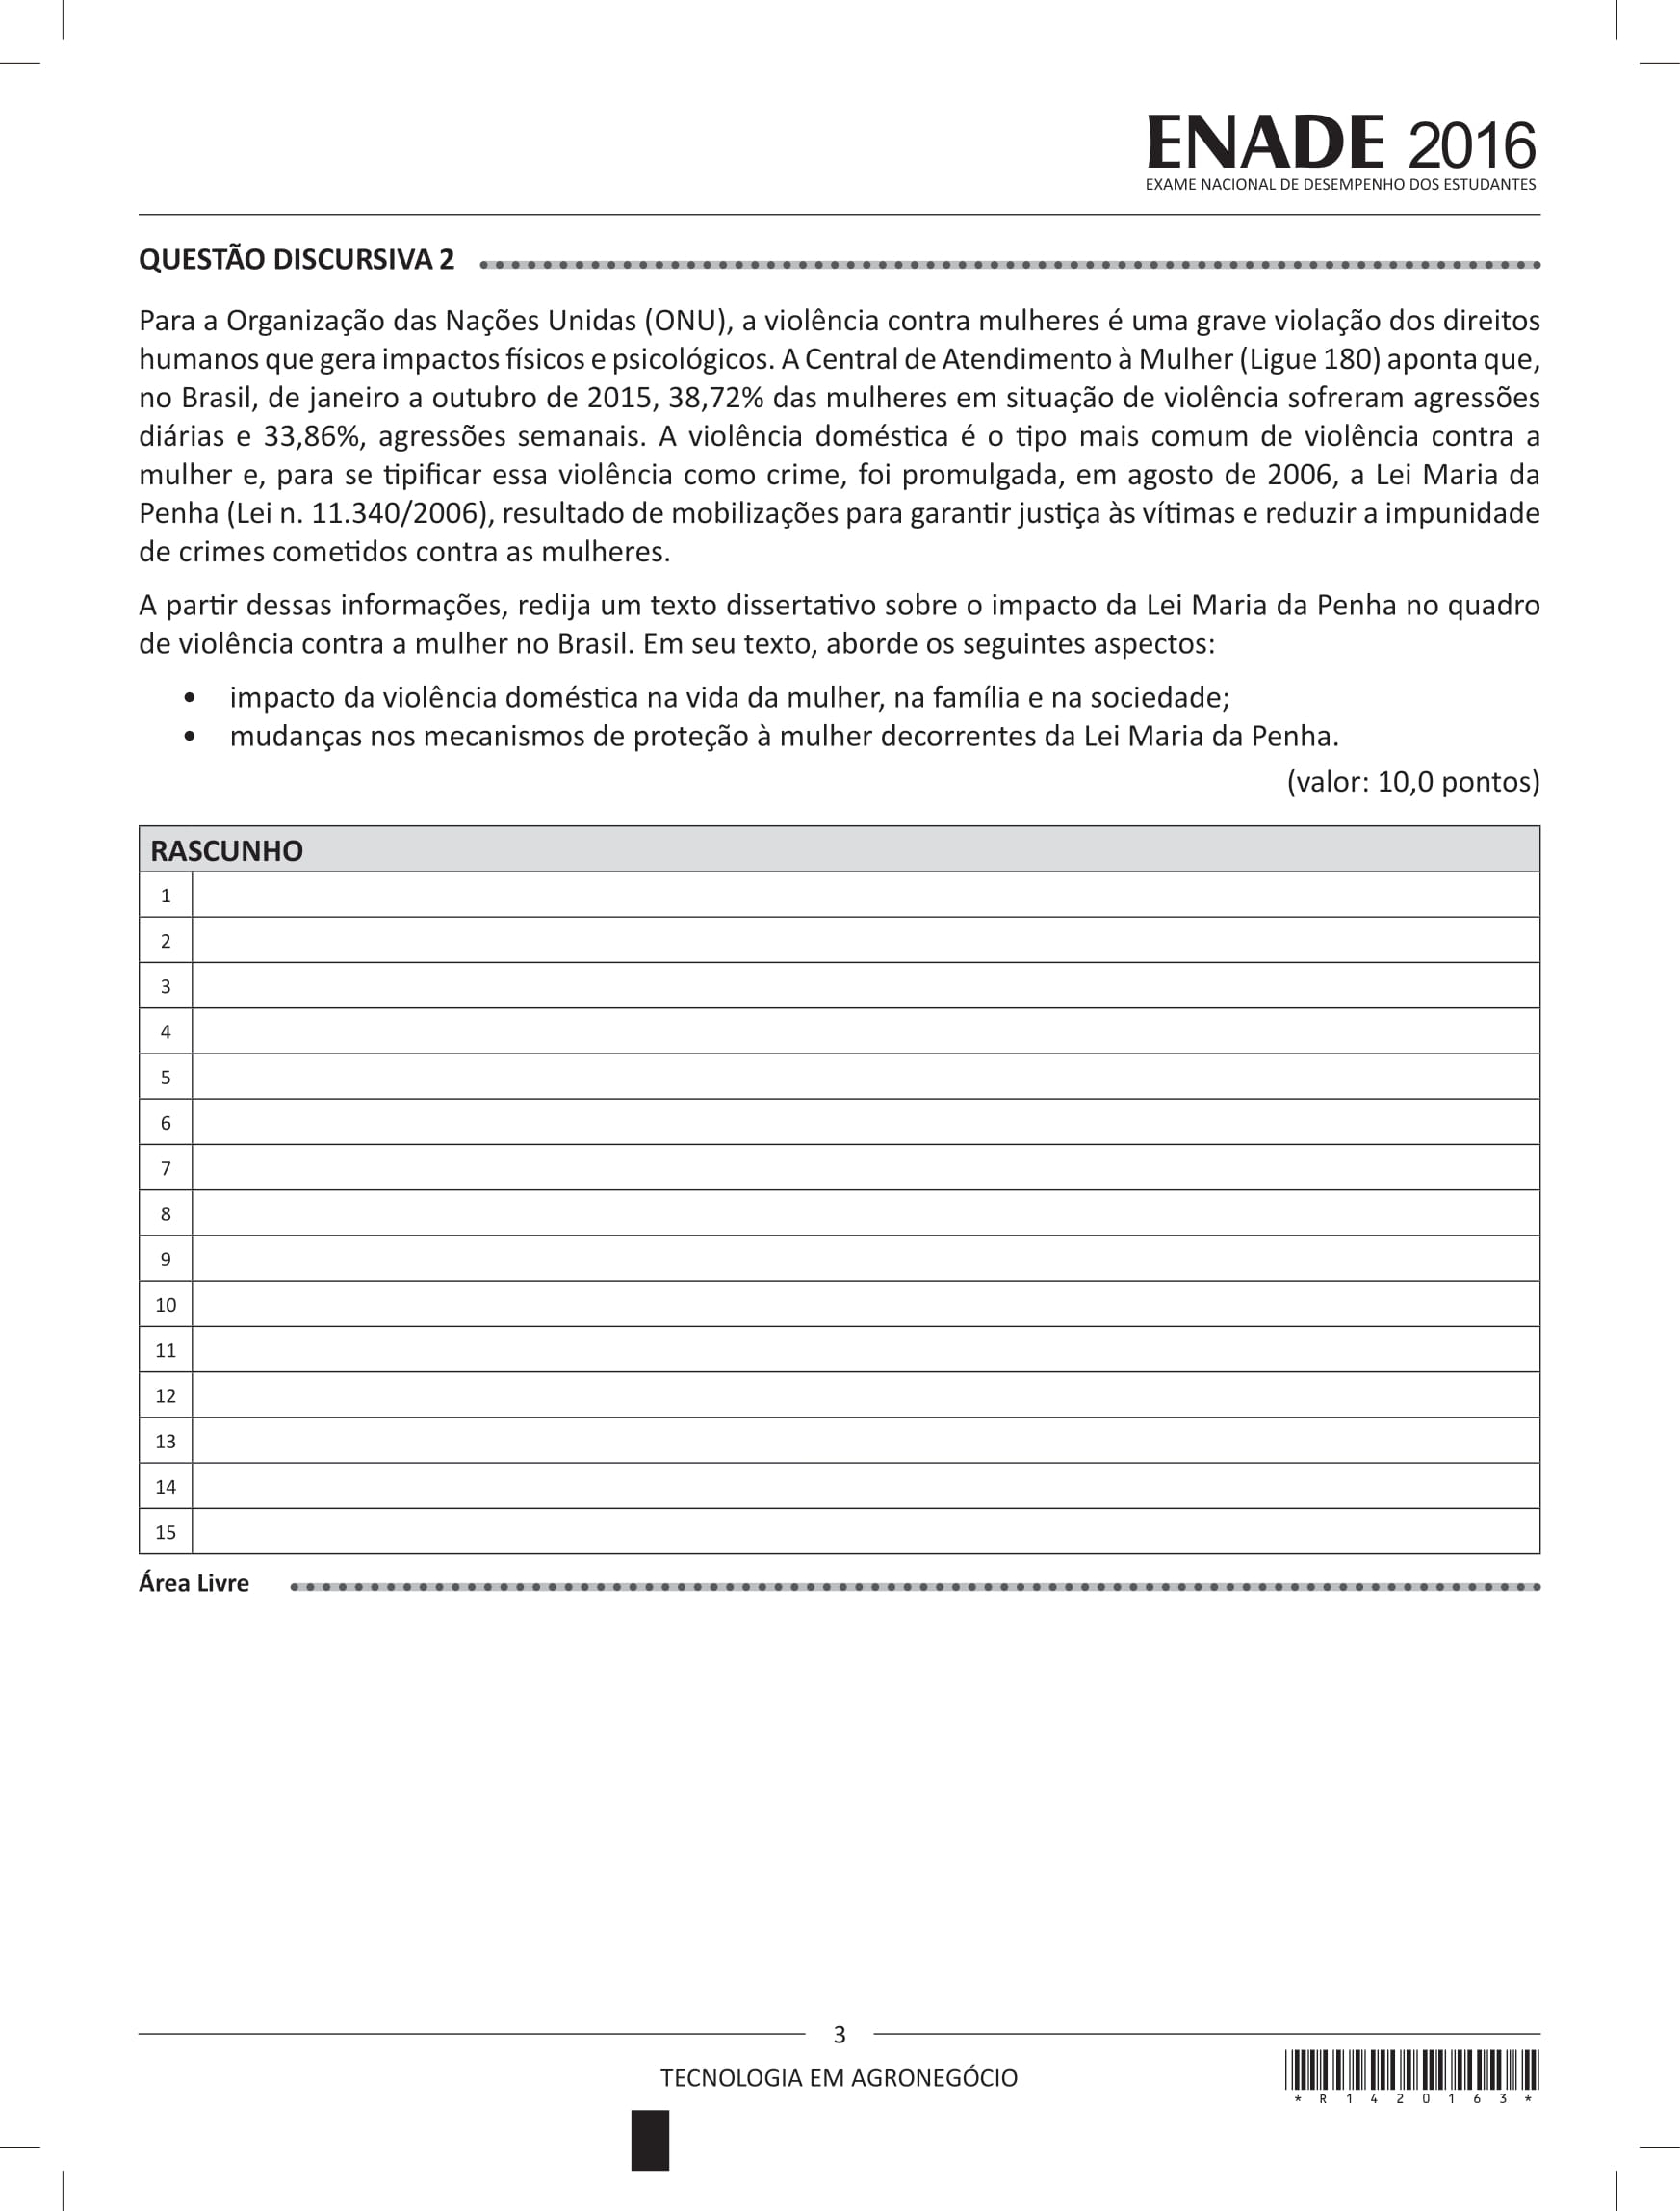 ENADE 2016
EXAME NACIONAL DE DESEMPENHO DOS ESTUDANTES
QUESTÃO DISCURSIVA 2
Para a Organização das Nações Unidas (ONU), a violência contra mulheres é uma grave violação dos direitos
humanos que gera impactos físicos e psicológicos. A Central de Atendimento à Mulher (Ligue 180) aponta que,
no Brasil, de janeiro a outubro de 2015, 38,72% das mulheres em situação de violência sofreram agressões
diárias e 33,86%, agressões semanais. A violência doméstica é o tipo mais comum de violência contra a
mulher e, para se tipificar essa violência como crime, foi promulgada, em agosto de 2006, a Lei Maria da
Penha (Lei n. 11.340/2006), resultado de mobilizações para garantir justiça às vítimas e reduzir a impunidade
de crimes cometidos contra as mulheres.
A partir dessas informações, redija um texto dissertativo sobre o impacto da Lei Maria da Penha no quadro
de violência contra a mulher no Brasil. Em seu texto, aborde os seguintes aspectos:
• impacto da violência doméstica na vida da mulher, na família e na sociedade;
• mudanças nos mecanismos de proteção à mulher decorrentes da Lei Maria da Penha.
(valor: 10,0 pontos)
RASCUNHO
1
2
3
4
5
6
7
8
9
10
11
12
13
14
15
Área Livre
3
TECNOLOGIA EM AGRONEGÓCIO
* R 1 4 2 0 1 6 3 *